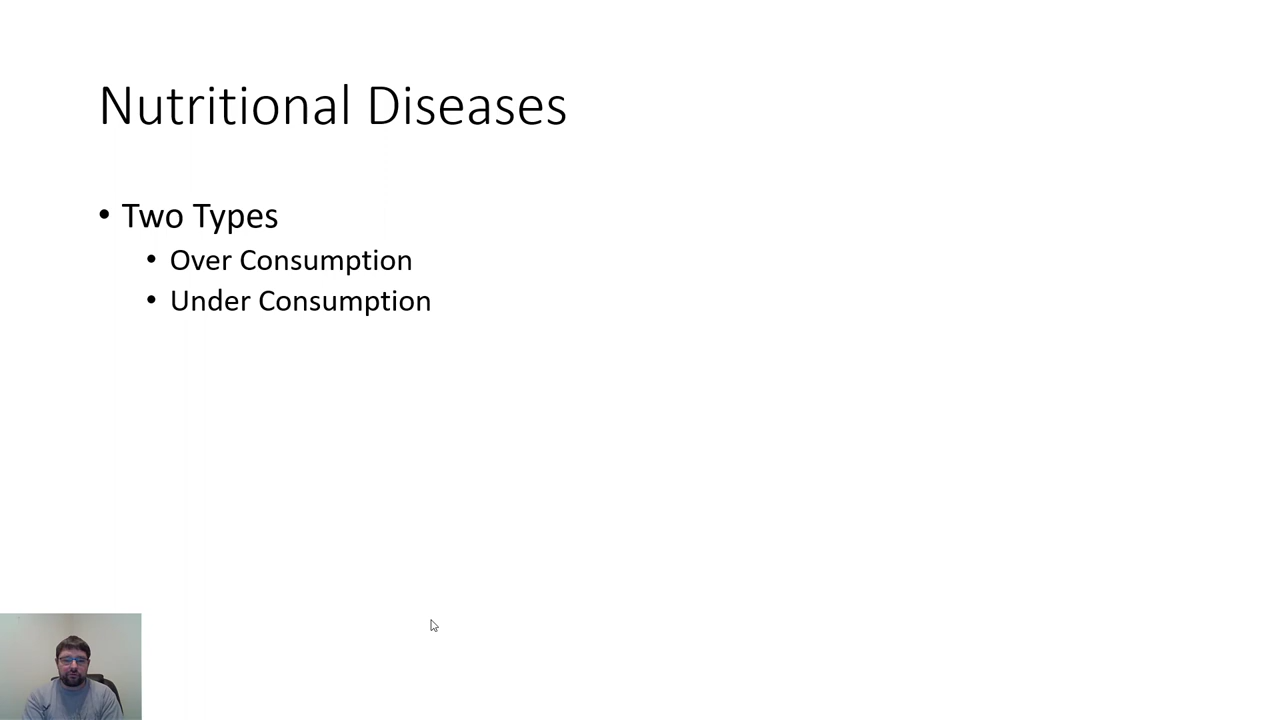 Nutritional Diseases
• Two Types
• Over Consumption
• Under Consumption